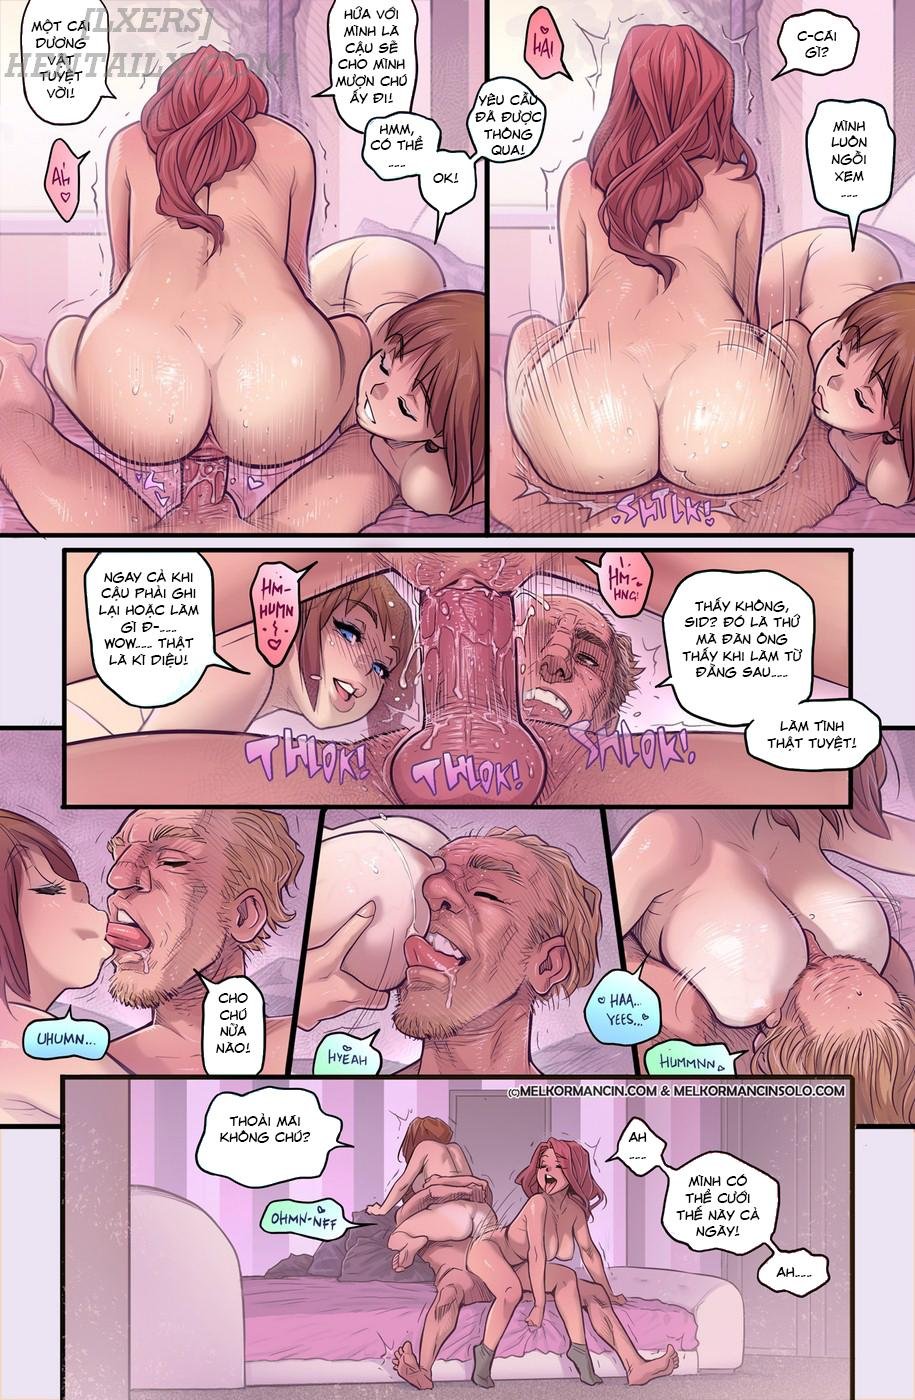 [LXERS]
HENTAILX.COM
MỘT CÁI
DƯƠNG
VẬT
TUYỆT
VỜI!
HỨA VỚI
MÌNH LÀ
CẬU SẼ
CHO MÌNH
MƯỢN CHÚ
ẤY ĐI!
HMM,
CÓ THỂ
....
OK!
AH
YÊU CẦU
ĐÃ ĐƯỢC
THÔNG
QUA!
HAI
C-CÁI
GÌ?
MÌNH
LUÔN
NGỒI
XEM
....
SHTLK!
NGAY CẢ KHI
CẬU PHẢI GHI
LẠI HOẶC LÀM
GÌ Đ-....
WOW.... THẬT
LÀ KÌ DIỆU!
HM-
HUMN
~
HM-
HNG!
THẤY KHÔNG,
SID? ĐÓ LÀ THỨ
MÀ ĐÀN ÔNG
THẤY KHI LÀM TỪ
ĐẰNG SAU....
LÀM TÌNH
THẬT TUYỆT!
THLOK!
THLOK!
SHLOK!
UHUMN...
CHO
CHÚ
NỮA
NÀO!
HYEAH
HAA...
YEES...
HUMMNN
©MELKORMANCIN.COM & MELKORMANCINSOLO.COM
THOẢI MÁI
KHÔNG CHÚ?
OHMN-NFF
AH
....
MÌNH CÓ
THỂ CƯỚI
THẾ NÀY CẢ
NGÀY!
AH....